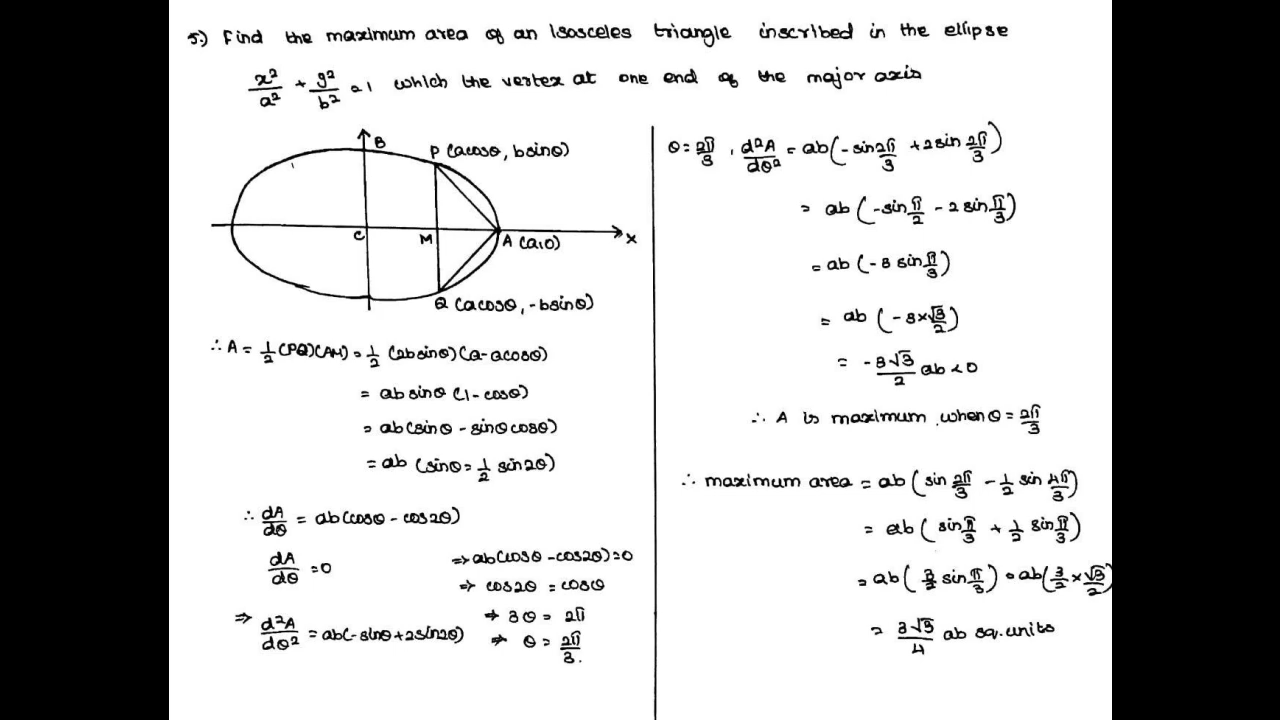 5.) Find the maximum area of an Isosceles triangle inscribed in the ellipse
x²/a² + y²/b² = 1 which the vertex at one end of the major axis
B
P (acosθ, bsinθ)
C
M
A (a,0)
X
Q (acosθ, -bsinθ)
∴ A = 1/2 (PQ)(AM) = 1/2 (2bsinθ)(a-acosθ)
= ab sinθ (1-cosθ)
= ab(sinθ - sinθcosθ)
= ab (sinθ = 1/2 sin2θ)
∴ dA/dθ = ab(cosθ - cos2θ)
dA/dθ = 0 ⇒ ab(cosθ - cos2θ) = 0
⇒ cos2θ = cosθ
⇒ 3θ = 2π
⇒ d²A/dθ² = ab(-sinθ + 2sin2θ) ⇒ θ = 2π/3.
θ = 2π/3 , d²A/dθ² = ab(-sin 2π/3 + 2sin 2π/3)
= ab (-sin π/2 - 2 sin π/3)
= ab (-3 sin π/3)
= ab (-3 × √3/2)
= -3√3/2 ab < 0
∴ A is maximum when θ = 2π/3
∴ maximum area = ab (sin 2π/3 - 1/2 sin 4π/3)
= ab (sin π/3 + 1/2 sin π/3)
= ab (3/2 sin π/3) = ab(3/2 × √3/2)
= 3√3/4 ab sq.units